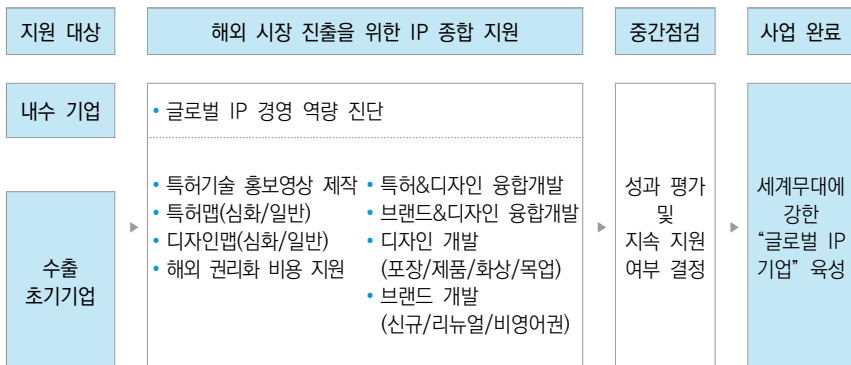 지원 대상
해외 시장 진출을 위한 IP 종합 지원
중간점검
사업 완료
내수 기업
수출
초기기업
• 글로벌 IP 경영 역량 진단
• 특허기술 홍보영상 제작
• 특허맵(심화/일반)
• 디자인맵(심화/일반)
• 해외 권리화 비용 지원
• 특허&디자인 융합개발
• 브랜드&디자인 융합개발
• 디자인 개발
(포장/제품/화상/목업)
• 브랜드 개발
(신규/리뉴얼/비영어권)
성과 평가
및
지속 지원
여부 결정
세계무대에
강한
“글로벌 IP
기업” 육성